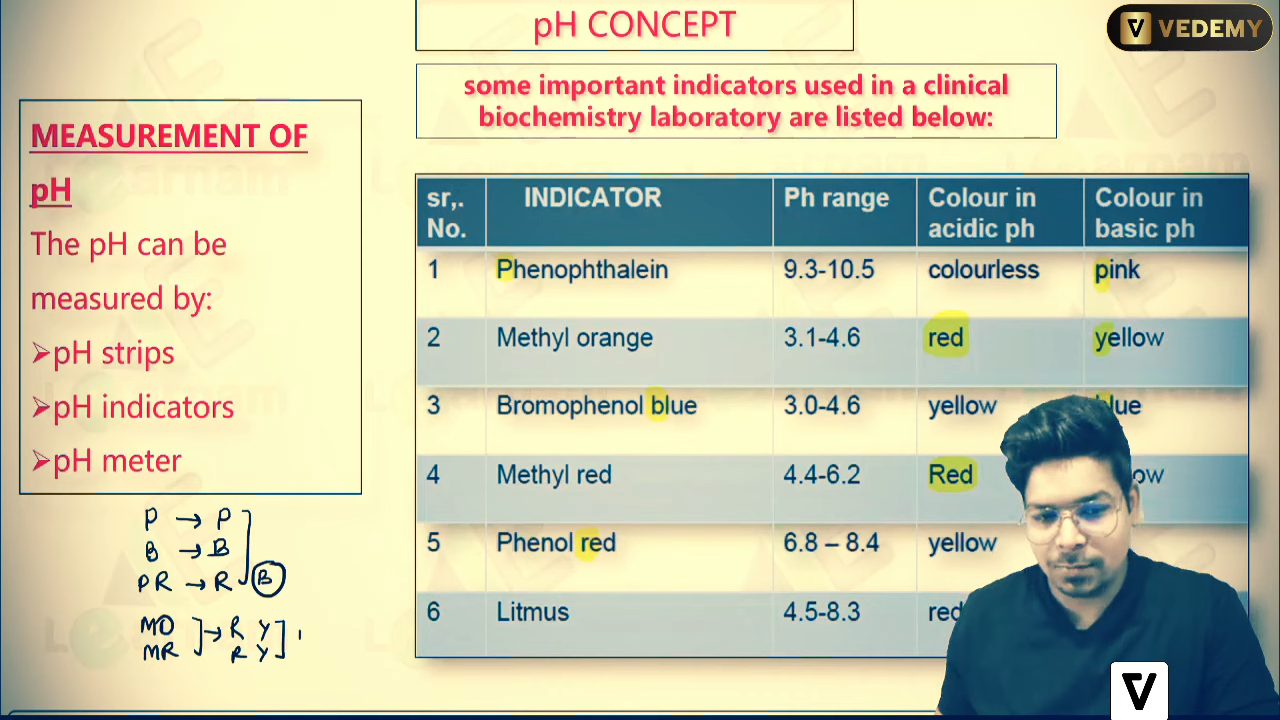 pH CONCEPT
VEDEMY
some important indicators used in a clinical
biochemistry laboratory are listed below:
MEASUREMENT OF
pH
The pH can be
measured by:
➢pH strips
➢pH indicators
➢pH meter
sr,. No. INDICATOR Ph range Colour in acidic ph Colour in basic ph
1 Phenophthalein 9.3-10.5 colourless pink
2 Methyl orange 3.1-4.6 red yellow
3 Bromophenol blue 3.0-4.6 yellow blue
4 Methyl red 4.4-6.2 Red
5 Phenol red 6.8 – 8.4 yellow
6 Litmus 4.5-8.3 red
P → P
B → B
PR → R B
MO → R Y
MR R Y